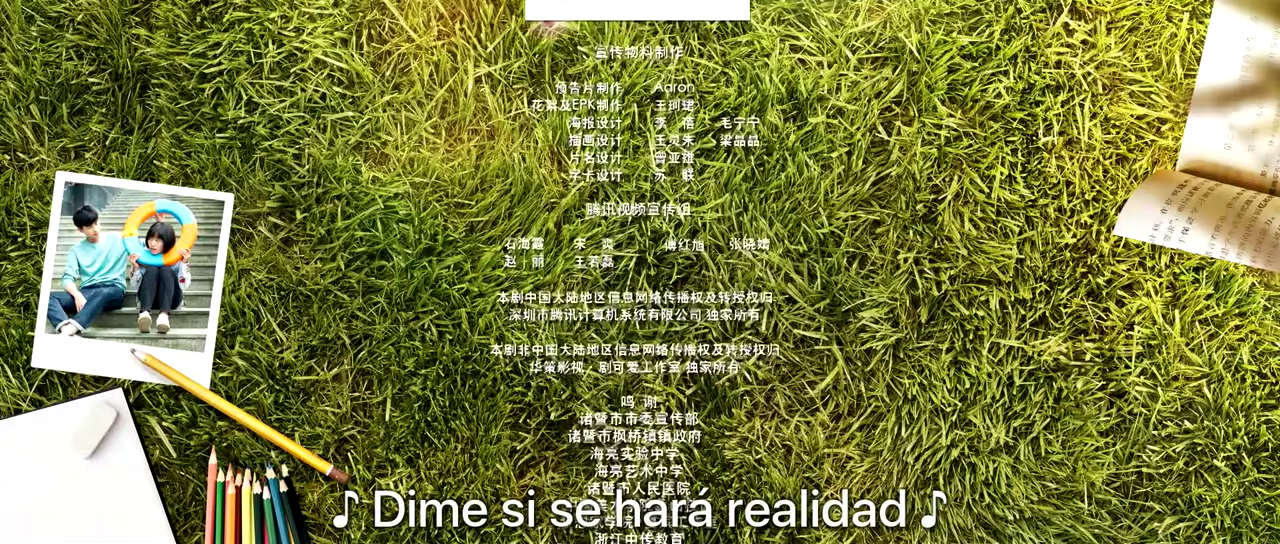 宣传物料制作
预告片制作 Aaron
花絮及EPK制作 王珂珺
海报设计 李 蓓 毛宁宁
插画设计 王灵朱 梁晶晶
片名设计 曹亚雄
字卡设计 苏 联
腾讯视频宣传组
石海霞 宋 奕 傅红旭 张晓婧
赵 丽 王若磊
本剧中国大陆地区信息网络传播权及转授权归
深圳市腾讯计算机系统有限公司 独家所有
本剧非中国大陆地区信息网络传播权及转授权归
华策影视·剧可爱工作室 独家所有
鸣 谢
诸暨市市委宣传部
诸暨市枫桥镇镇政府
海亮实验中学
海亮艺术中学
诸暨市人民医院
♪ Dime si se hará realidad ♪
浙江中传教育